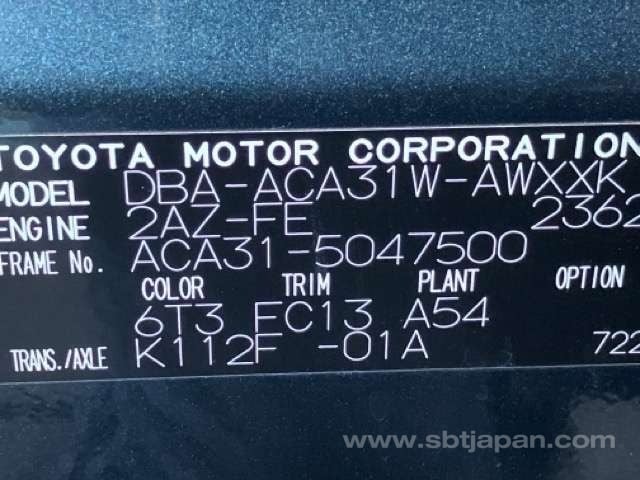 TOYOTA MOTOR CORPORATION
MODEL DBA-ACA31W-AWXXK
ENGINE 2AZ-FE 2362
FRAME No. ACA31-5047500
COLOR TRIM PLANT OPTION
6T3 FC13 A54
TRANS./AXLE K112F -01A 722
www.sbtjapan.com